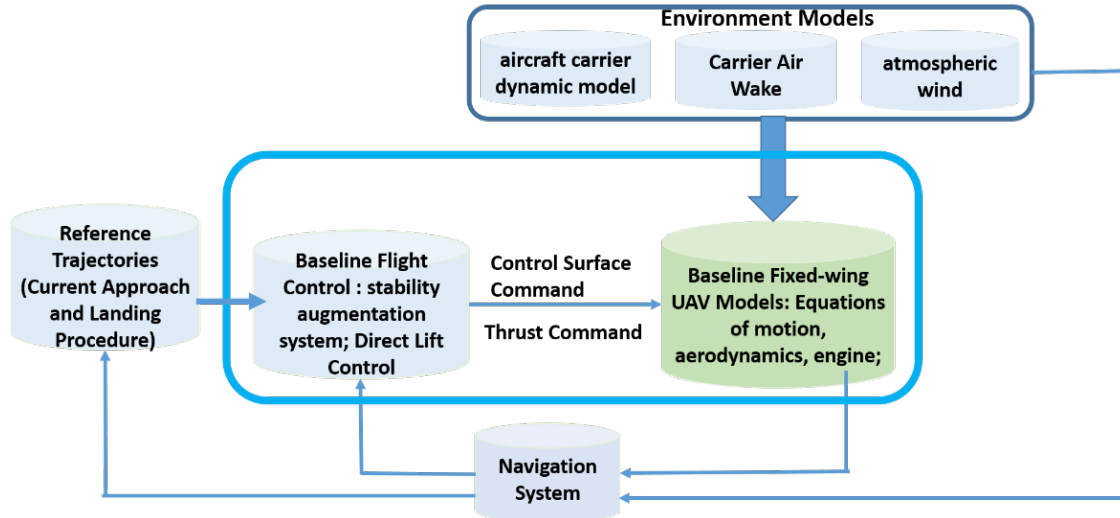 Environment Models
aircraft carrier
dynamic model
Carrier Air
Wake
atmospheric
wind
Reference
Trajectories
(Current Approach
and Landing
Procedure)
Baseline Flight
Control : stability
augmentation
system; Direct Lift
Control
Control Surface
Command
Thrust Command
Baseline Fixed-wing
UAV Models: Equations
of motion,
aerodynamics, engine;
Navigation
System